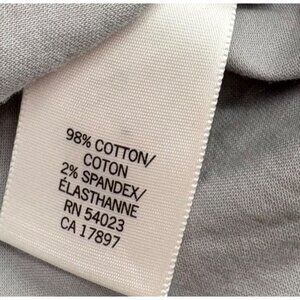 98% COTTON/
COTON
2% SPANDEX/
ÉLASTHANNE
RN 54023
CA 17897